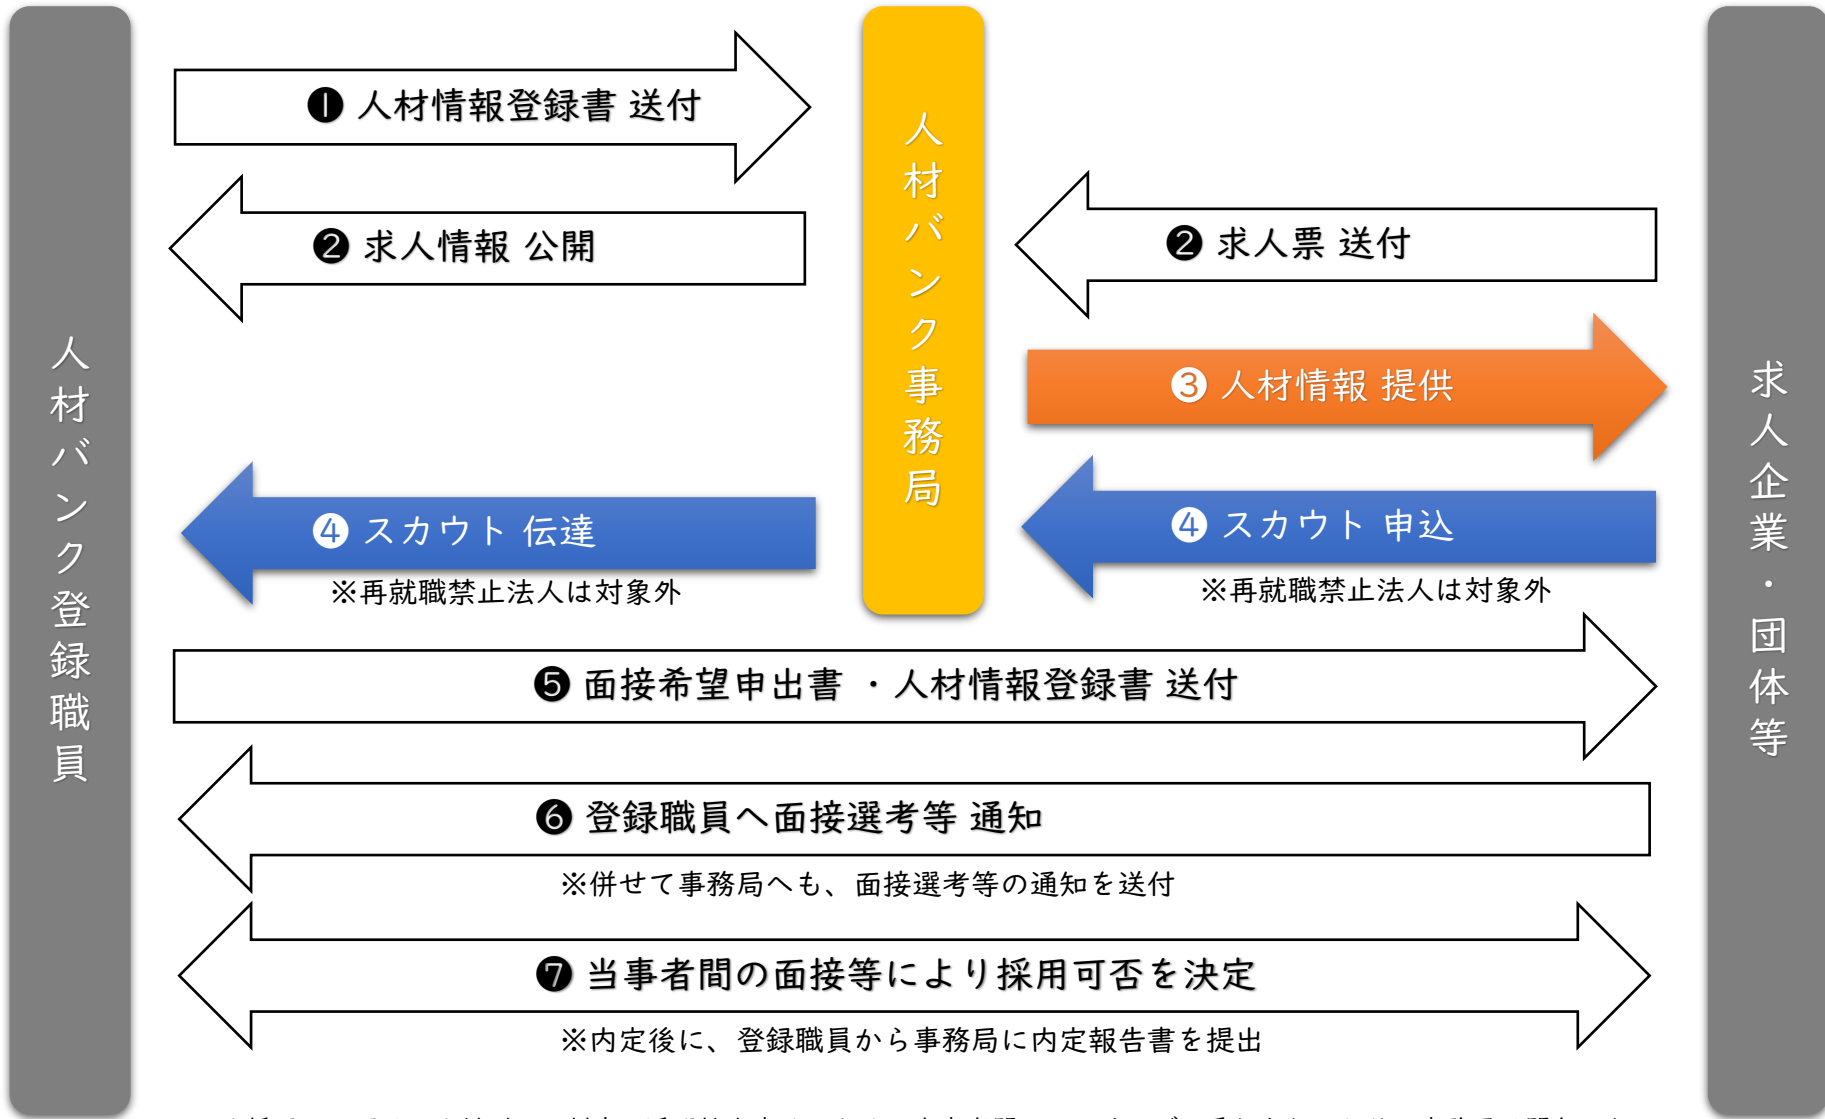 人材バンク登録職員
人材バンク事務局
求人企業・団体等
❶ 人材情報登録書 送付
❷ 求人情報 公開
❷ 求人票 送付
❸ 人材情報 提供
❹ スカウト 伝達
※再就職禁止法人は対象外
❹ スカウト 申込
※再就職禁止法人は対象外
❺ 面接希望申出書 ・人材情報登録書 送付
❻ 登録職員へ面接選考等 通知
※併せて事務局へも、面接選考等の通知を送付
❼ 当事者間の面接等により採用可否を決定
※内定後に、登録職員から事務局に内定報告書を提出